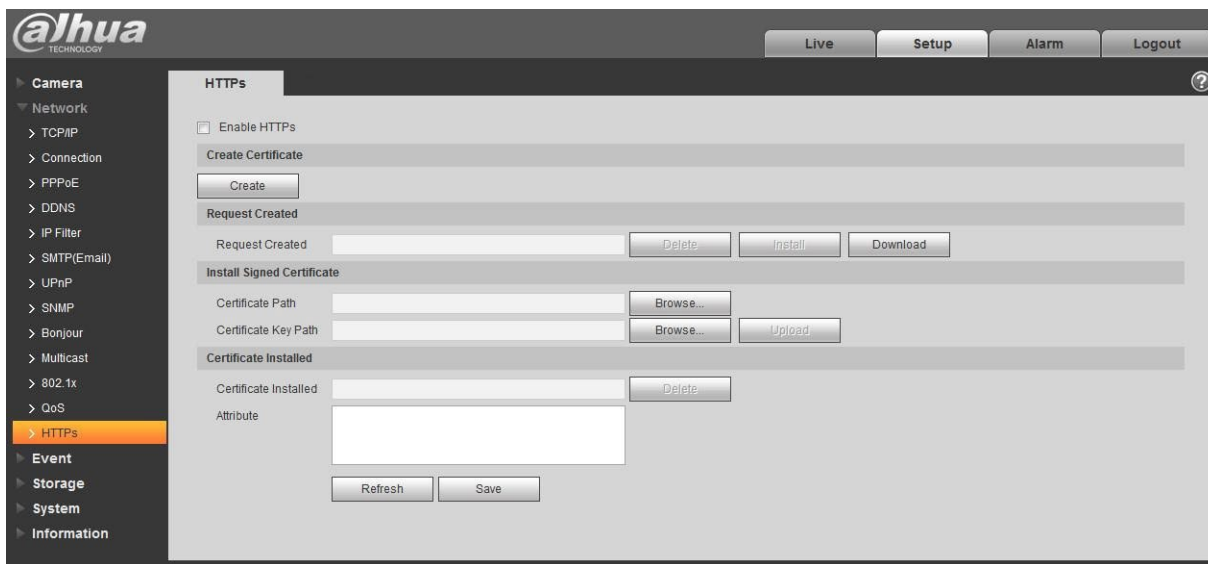 alhua
TECHNOLOGY
Live Setup Alarm Logout
Camera
Network
TCP/IP
Connection
PPPoE
DDNS
IP Filter
SMTP(Email)
UPnP
SNMP
Bonjour
Multicast
802.1x
QoS
HTTPs
Event
Storage
System
Information
HTTPs
?
Enable HTTPs
Create Certificate
Create
Request Created
Request Created Delete Install Download
Install Signed Certificate
Certificate Path Browse...
Certificate Key Path Browse... Upload
Certificate Installed
Certificate Installed Delete
Attribute
Refresh Save